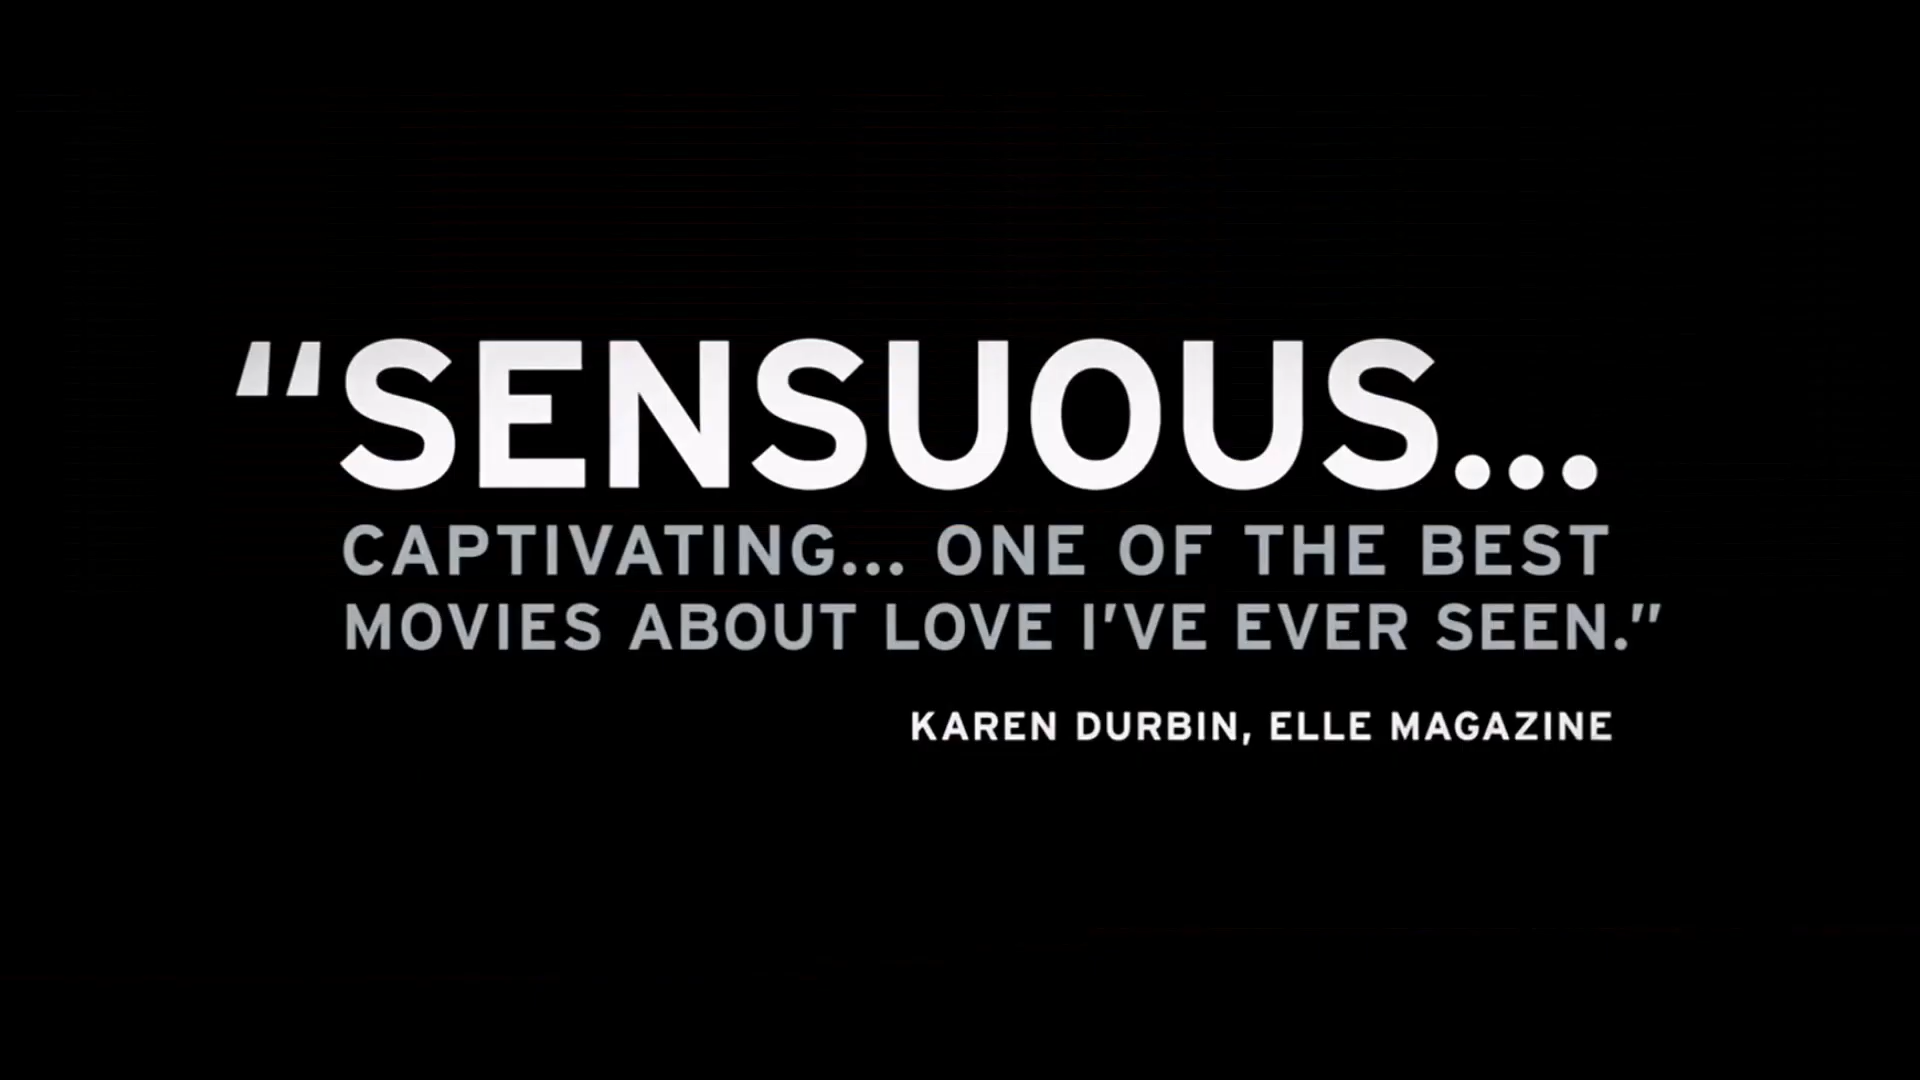 “SENSUOUS...
CAPTIVATING... ONE OF THE BEST
MOVIES ABOUT LOVE I’VE EVER SEEN.”
KAREN DURBIN, ELLE MAGAZINE